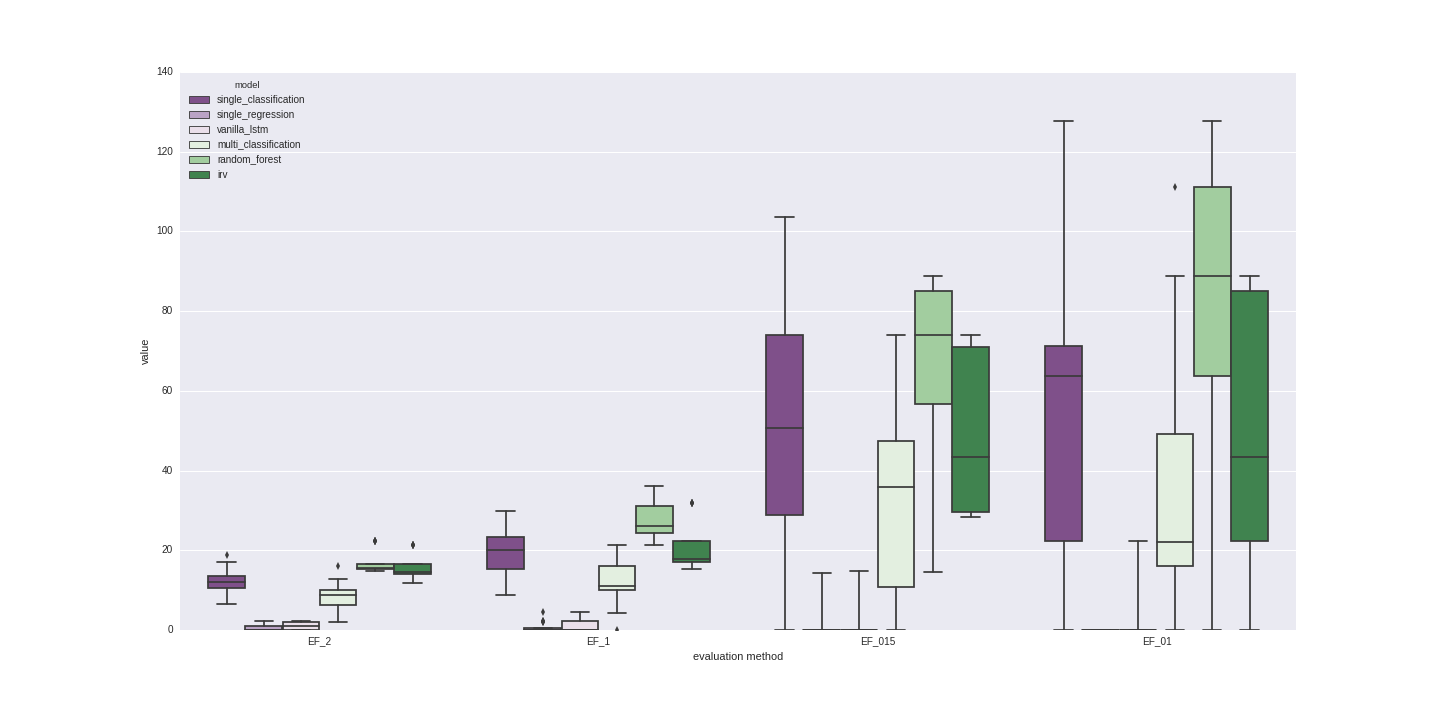 140
120
100
80
60
40
20
0
value
model
single_classification
single_regression
vanilla_lstm
multi_classification
random_forest
irv
EF_2
EF_1
EF_015
EF_01
evaluation method